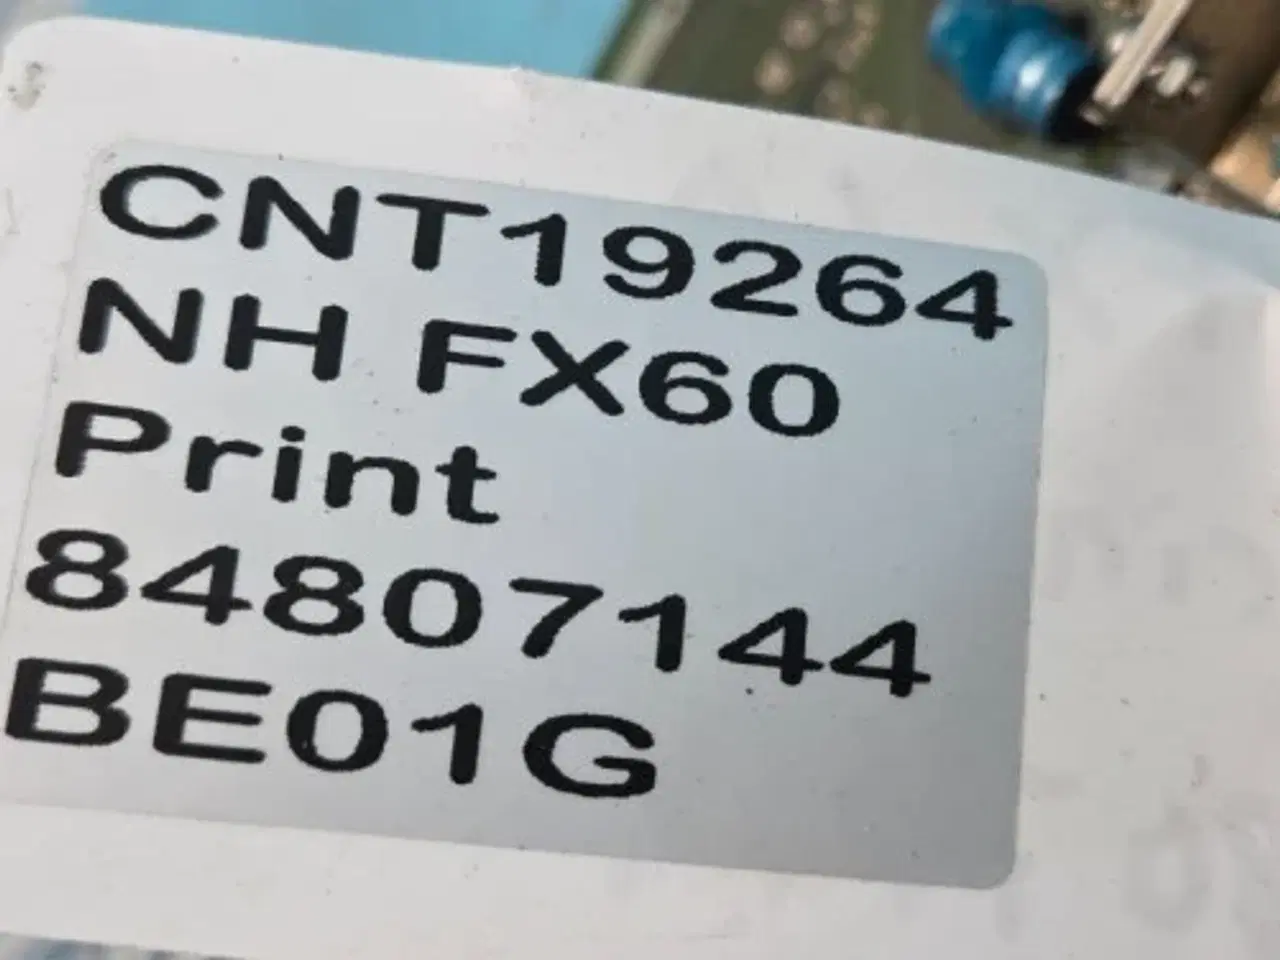 CNT19264
NH FX60
Print
84807144
BE01G